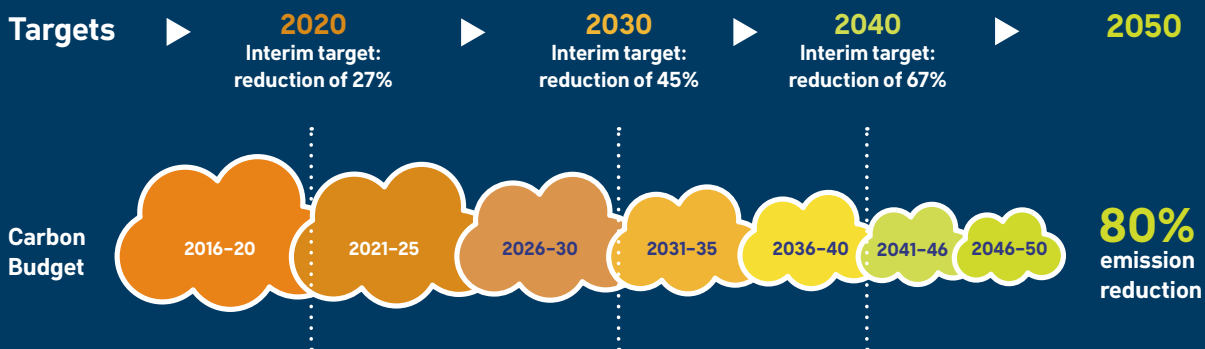 Targets
2020
Interim target:
reduction of 27%
2030
Interim target:
reduction of 45%
2040
Interim target:
reduction of 67%
2050
Carbon
Budget
2016–20
2021–25
2026–30
2031–35
2036–40
2041–46
2046–50
80%
emission
reduction